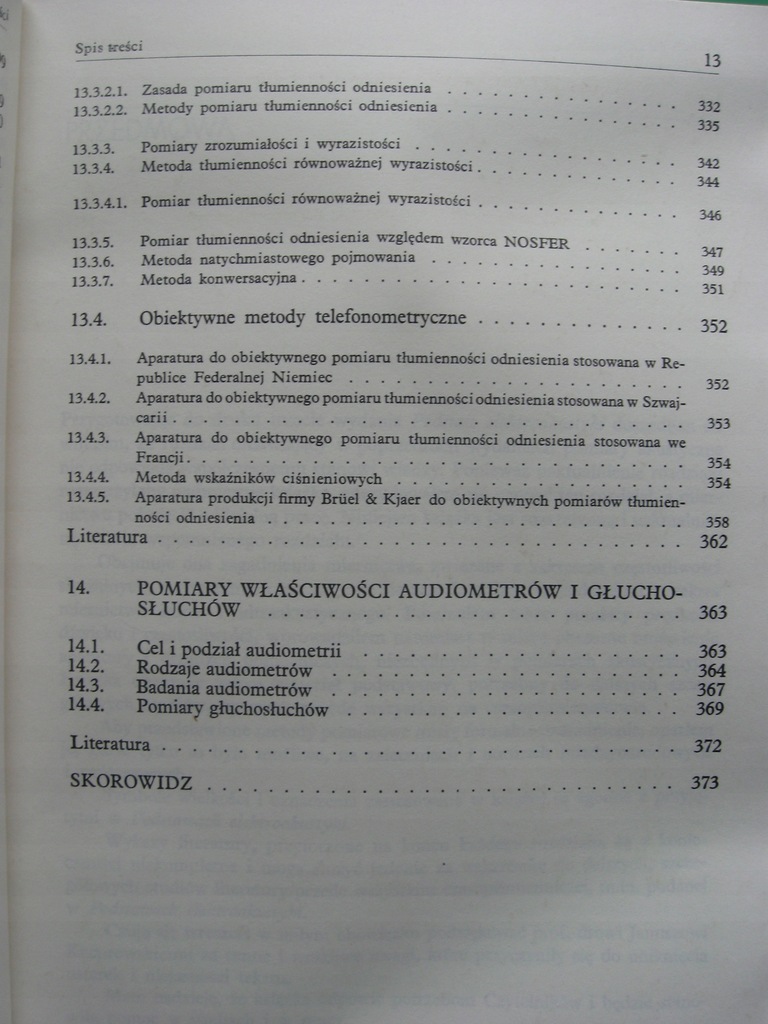 Spis treści
13
13.3.2.1. Zasada pomiaru tłumienności odniesienia . . . . . . . . . . . . . . . 332
13.3.2.2. Metody pomiaru tłumienności odniesienia . . . . . . . . . . . . . . . 335
13.3.3. Pomiary zrozumiałości i wyrazistości . . . . . . . . . . . . . . . . . 342
13.3.4. Metoda tłumienności równoważnej wyrazistości . . . . . . . . . . . . . 344
13.3.4.1. Pomiar tłumienności równoważnej wyrazistości . . . . . . . . . . . . . 346
13.3.5. Pomiar tłumienności odniesienia względem wzorca NOSFER . . . . . . . 347
13.3.6. Metoda natychmiastowego pojmowania . . . . . . . . . . . . . . . . . 349
13.3.7. Metoda konwersacyjna . . . . . . . . . . . . . . . . . . . . . . . . . 351
13.4. Obiektywne metody telefonometryczne . . . . . . . . . . . . . 352
13.4.1. Aparatura do obiektywnego pomiaru tłumienności odniesienia stosowana w Re-
publice Federalnej Niemiec . . . . . . . . . . . . . . . . . . . . . . 352
13.4.2. Aparatura do obiektywnego pomiaru tłumienności odniesienia stosowana w Szwaj-
carii . . . . . . . . . . . . . . . . . . . . . . . . . . . . . . . . . 353
13.4.3. Aparatura do obiektywnego pomiaru tłumienności odniesienia stosowana we
Francji . . . . . . . . . . . . . . . . . . . . . . . . . . . . . . . . 354
13.4.4. Metoda wskaźników ciśnieniowych . . . . . . . . . . . . . . . . . . . 354
13.4.5. Aparatura produkcji firmy Brüel & Kjaer do obiektywnych pomiarów tłumien-
ności odniesienia . . . . . . . . . . . . . . . . . . . . . . . . . . . 358
Literatura . . . . . . . . . . . . . . . . . . . . . . . . . . . . . . . . 362
14. POMIARY WŁAŚCIWOŚCI AUDIOMETRÓW I GŁUCHO-
SŁUCHÓW . . . . . . . . . . . . . . . . . . . . . . . . . . 363
14.1. Cel i podział audiometrii . . . . . . . . . . . . . . . . . . . . 363
14.2. Rodzaje audiometrów . . . . . . . . . . . . . . . . . . . . . . 364
14.3. Badania audiometrów . . . . . . . . . . . . . . . . . . . . . . 367
14.4. Pomiary głuchosłuchów . . . . . . . . . . . . . . . . . . . . . 369
Literatura . . . . . . . . . . . . . . . . . . . . . . . . . . . . . . . . 372
SKOROWIDZ . . . . . . . . . . . . . . . . . . . . . . . . . . . . . 373